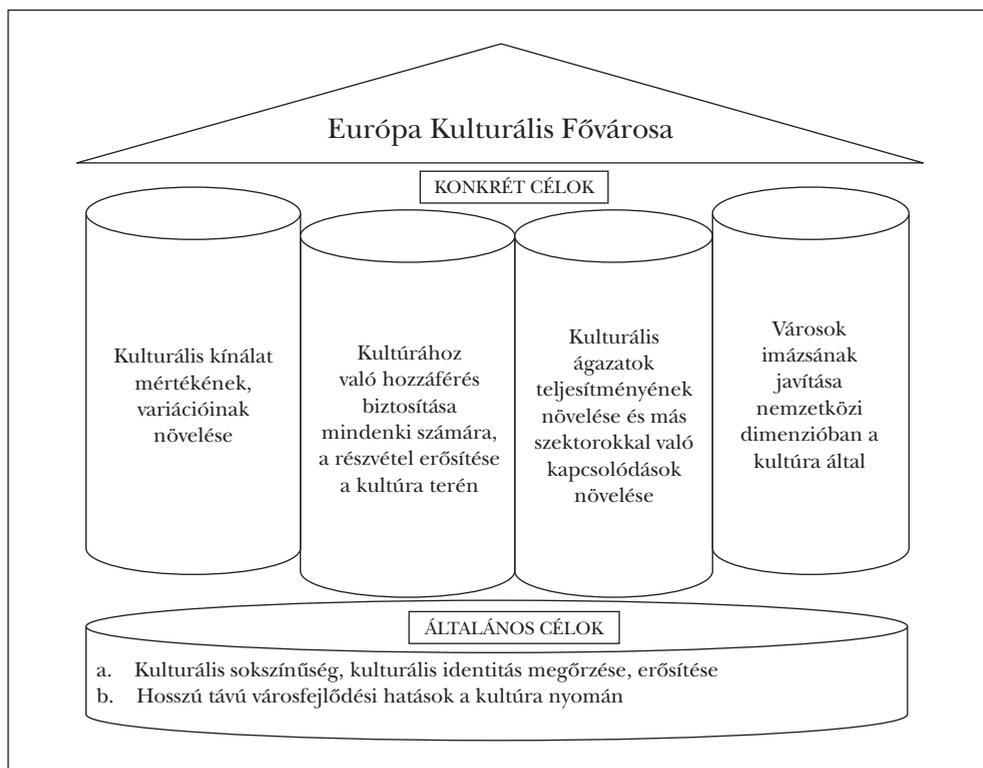 Európa Kulturális Fővárosa
KONKRÉT CÉLOK
Kulturális kínálat
mértékének,
variációinak
növelése
Kultúrához
való hozzáférés
biztosítása
mindenki számára,
a részvétel erősítése
a kultúra terén
Kulturális
ágazatok
teljesítményének
növelése és más
szektorokkal való
kapcsolódások
növelése
Városok
imázsának
javítása
nemzetközi
dimenzióban a
kultúra által
ÁLTALÁNOS CÉLOK
a. Kulturális sokszínűség, kulturális identitás megőrzése, erősítése
b. Hosszú távú városfejlődési hatások a kultúra nyomán